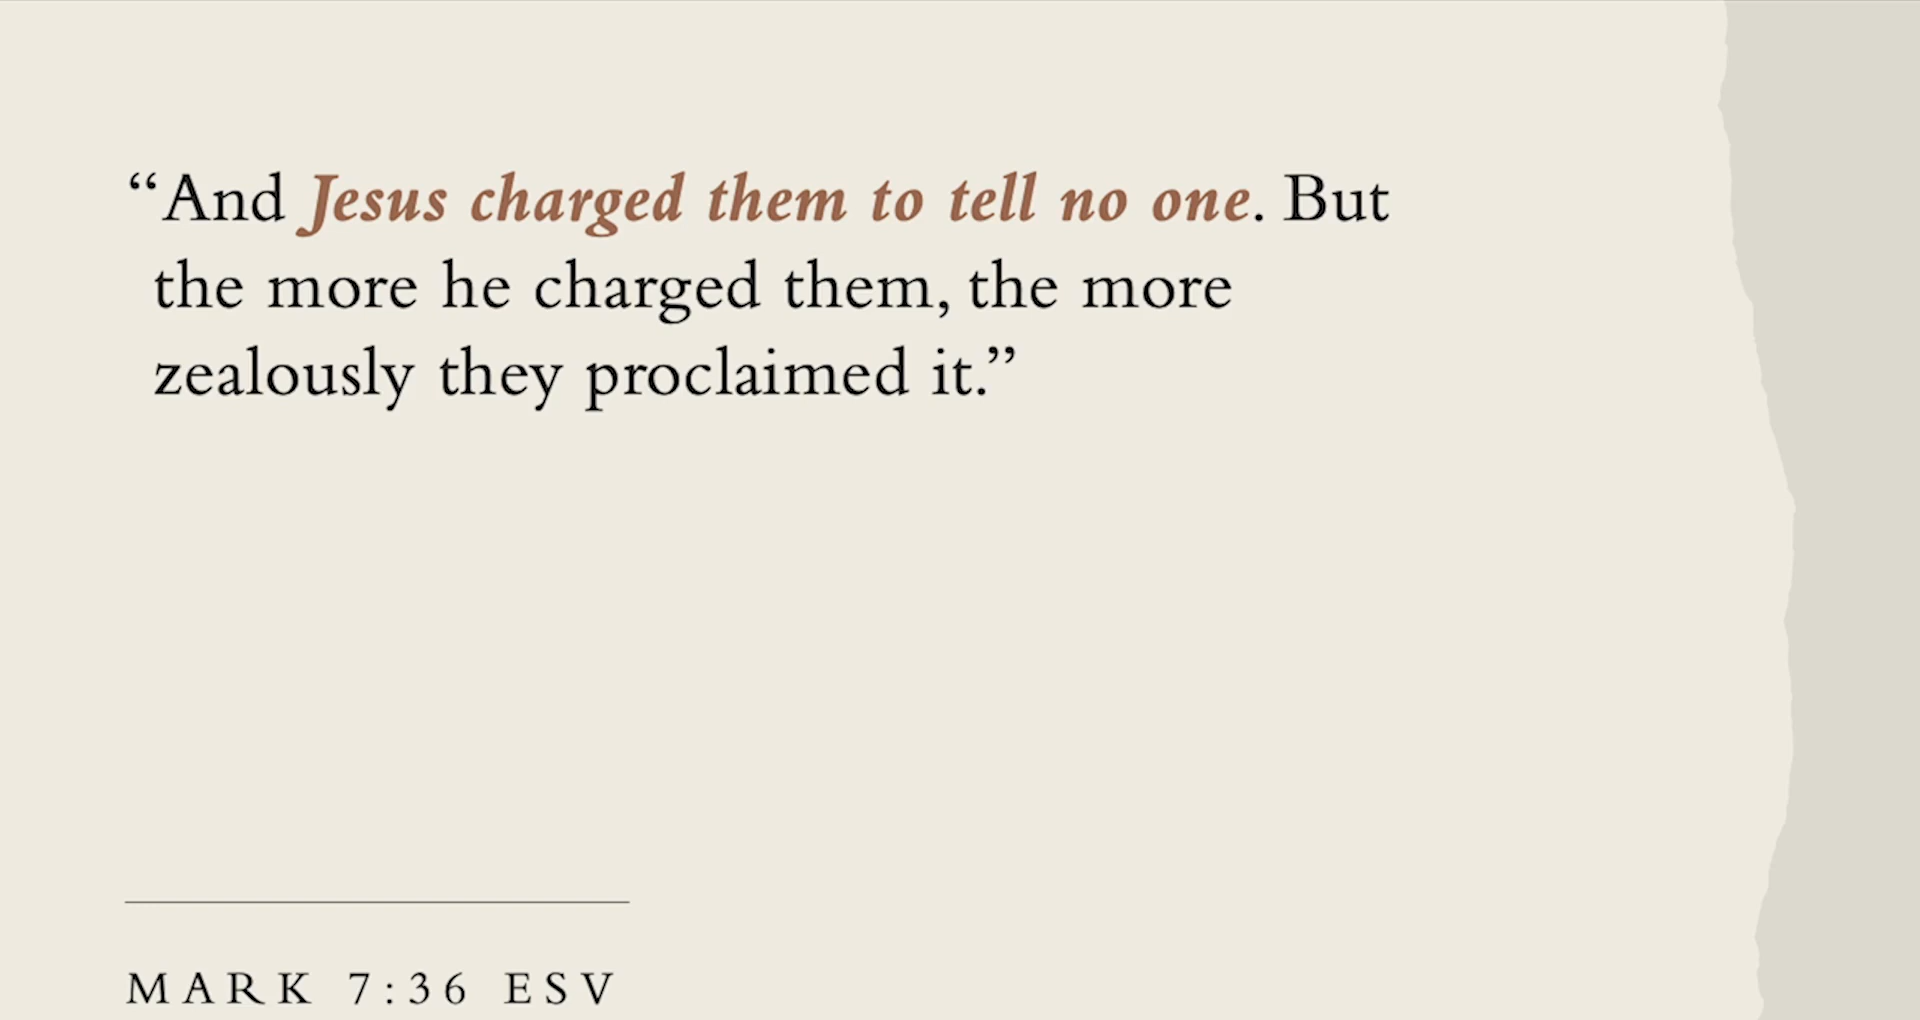 “And Jesus charged them to tell no one. But
the more he charged them, the more
zealously they proclaimed it.”
MARK 7:36 ESV